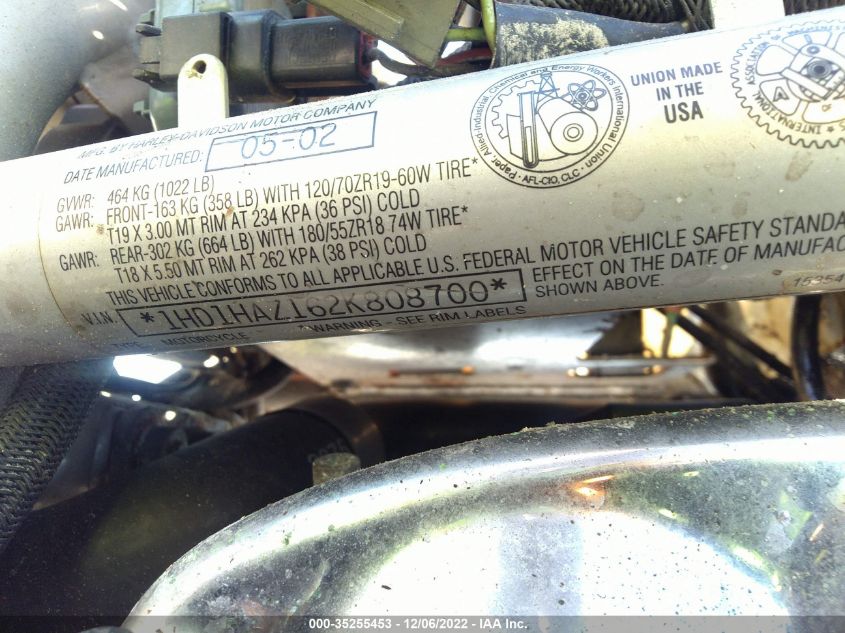 MFG. BY HARLEY-DAVIDSON MOTOR COMPANY
DATE MANUFACTURED: 05-02
GVWR: 464 KG (1022 LB)
GAWR: FRONT-163 KG (358 LB) WITH 120/70ZR19-60W TIRE*
T19 X 3.00 MT RIM AT 234 KPA (36 PSI) COLD
GAWR: REAR-302 KG (664 LB) WITH 180/55ZR18 74W TIRE*
T18 X 5.50 MT RIM AT 262 KPA (38 PSI) COLD
THIS VEHICLE CONFORMS TO ALL APPLICABLE U.S. FEDERAL MOTOR VEHICLE SAFETY STANDA
EFFECT ON THE DATE OF MANUFAC
SHOWN ABOVE.
V.I.N. *1HD1HAZ162K808700*
TYPE - MOTORCYCLE *WARNING - SEE RIM LABELS
Paper, Allied-Industrial Chemical and Energy Workers International Union,
AFL-CIO, CLC
UNION MADE
IN THE
USA
ASSOCIATION OF
INTERNATIONAL
A
000-35255453 - 12/06/2022 - IAA Inc.